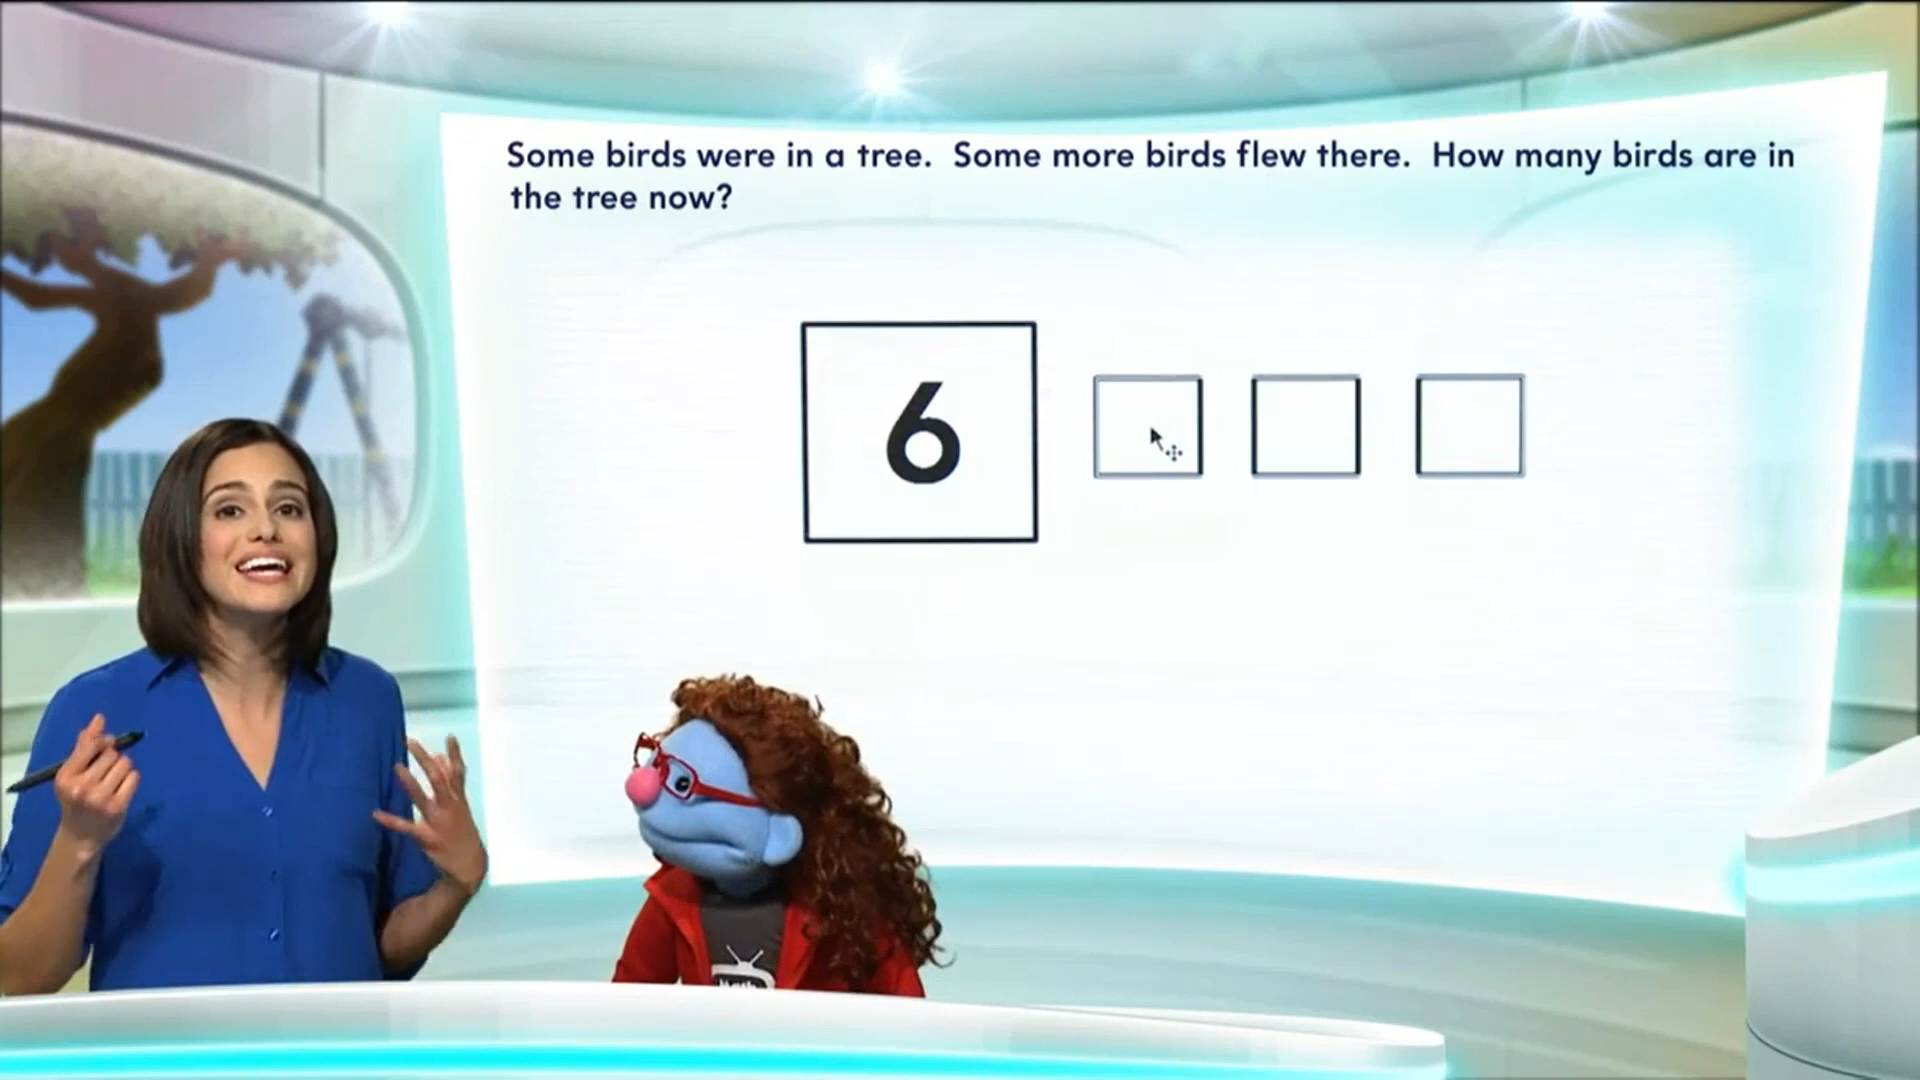 Some birds were in a tree. Some more birds flew there. How many birds are in
the tree now?
6